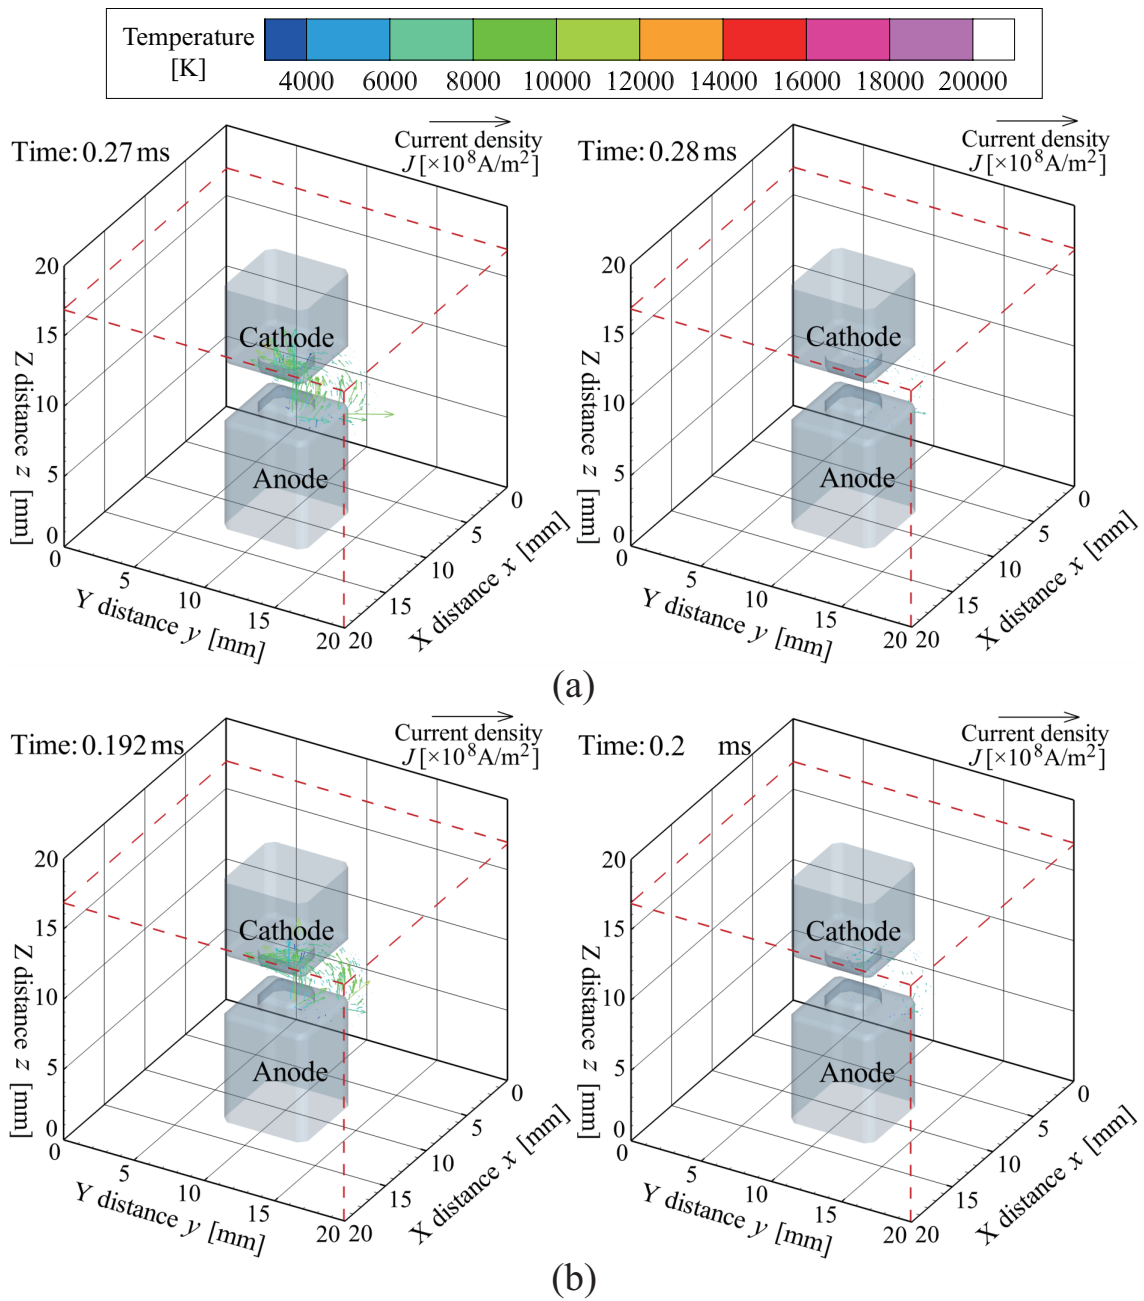 Temperature
[K]
4000 6000 8000 10000 12000 14000 16000 18000 20000
Time: 0.27 ms
Current density
J [×10⁸A/m²]
20
15
10
5
0
Z distance z [mm]
Cathode
Anode
0
5
10
15
20
Y distance y [mm]
20
15
10
5
0
X distance x [mm]
Time: 0.28 ms
Current density
J [×10⁸A/m²]
20
15
10
5
0
Z distance z [mm]
Cathode
Anode
0
5
10
15
20
Y distance y [mm]
20
15
10
5
0
X distance x [mm]
(a)
Time: 0.192 ms
Current density
J [×10⁸A/m²]
20
15
10
5
0
Z distance z [mm]
Cathode
Anode
0
5
10
15
20
Y distance y [mm]
20
15
10
5
0
X distance x [mm]
Time: 0.2 ms
Current density
J [×10⁸A/m²]
20
15
10
5
0
Z distance z [mm]
Cathode
Anode
0
5
10
15
20
Y distance y [mm]
20
15
10
5
0
X distance x [mm]
(b)